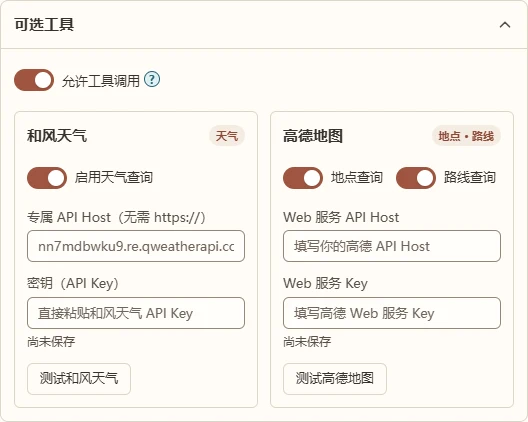 可选工具
允许工具调用 ?
和风天气 天气
启用天气查询
专属 API Host（无需 https://）
nn7mdbwku9.re.qweatherapi.cc
密钥（API Key）
直接粘贴和风天气 API Key
尚未保存
测试和风天气
高德地图 地点·路线
地点查询 路线查询
Web 服务 API Host
填写你的高德 API Host
Web 服务 Key
填写高德 Web 服务 Key
尚未保存
测试高德地图